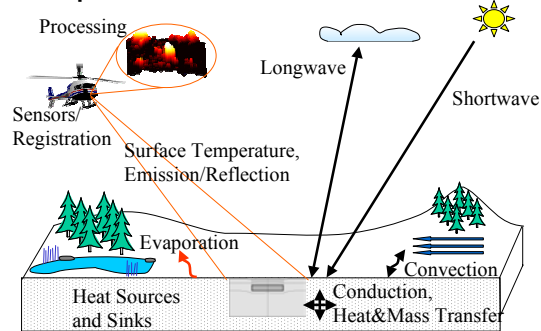 Processing
Longwave
Shortwave
Sensors/
Registration
Surface Temperature,
Emission/Reflection
Evaporation
Convection
Heat Sources
and Sinks
Conduction,
Heat&Mass Transfer